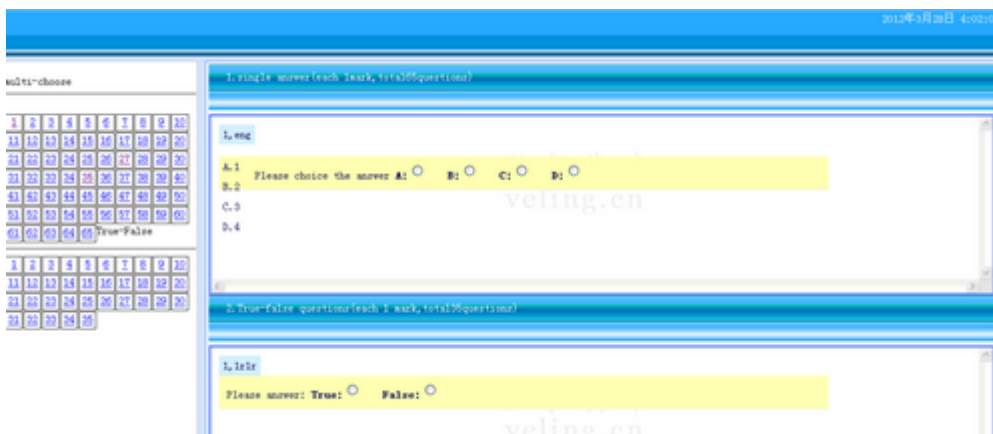 2012年3月28日 4:02:0
multi-choose
1 2 3 4 5 6 7 8 9 10
11 12 13 14 15 16 17 18 19 20
21 22 23 24 25 26 27 28 29 30
31 32 33 34 35 36 37 38 39 40
41 42 43 44 45 46 47 48 49 50
51 52 53 54 55 56 57 58 59 60
61 62 63 64 65 True-False
1 2 3 4 5 6 7 8 9 10
11 12 13 14 15 16 17 18 19 20
21 22 23 24 25 26 27 28 29 30
31 32 33 34 35
1.single answer(each 1mark,total65questions)
1,eng
A.1
Please choice the answer A: B: C: D:
B.2
C.3
D.4
veling.cn
2.True-false questions(each 1 mark,total35questions)
Please answer: True: False:
veling.cn